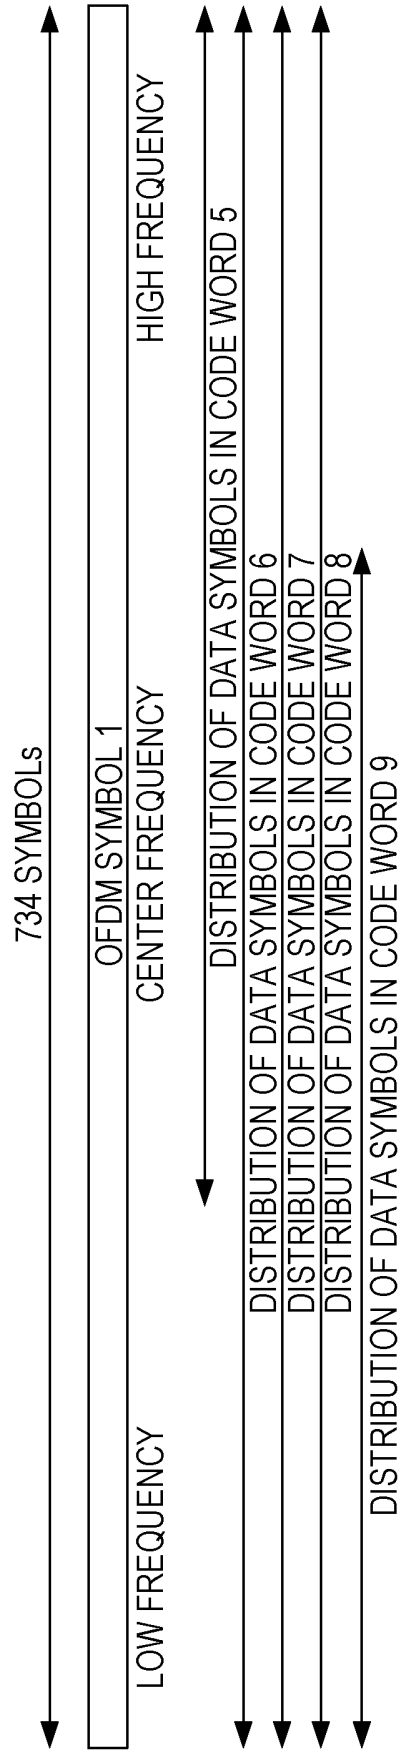 734 SYMBOLs
OFDM SYMBOL 1
LOW FREQUENCY
CENTER FREQUENCY
HIGH FREQUENCY
DISTRIBUTION OF DATA SYMBOLS IN CODE WORD 5
DISTRIBUTION OF DATA SYMBOLS IN CODE WORD 6
DISTRIBUTION OF DATA SYMBOLS IN CODE WORD 7
DISTRIBUTION OF DATA SYMBOLS IN CODE WORD 8
DISTRIBUTION OF DATA SYMBOLS IN CODE WORD 9